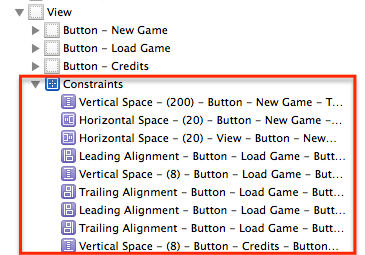 View
Button - New Game
Button - Load Game
Button - Credits
Constraints
Vertical Space - (200) - Button - New Game - T...
Horizontal Space - (20) - Button - New Game -...
Horizontal Space - (20) - View - Button - New...
Leading Alignment - Button - Load Game - Butt...
Vertical Space - (8) - Button - Load Game - Butt...
Trailing Alignment - Button - Load Game - Butt...
Leading Alignment - Button - Load Game - Butt...
Trailing Alignment - Button - Load Game - Butt...
Vertical Space - (8) - Button - Credits - Button...